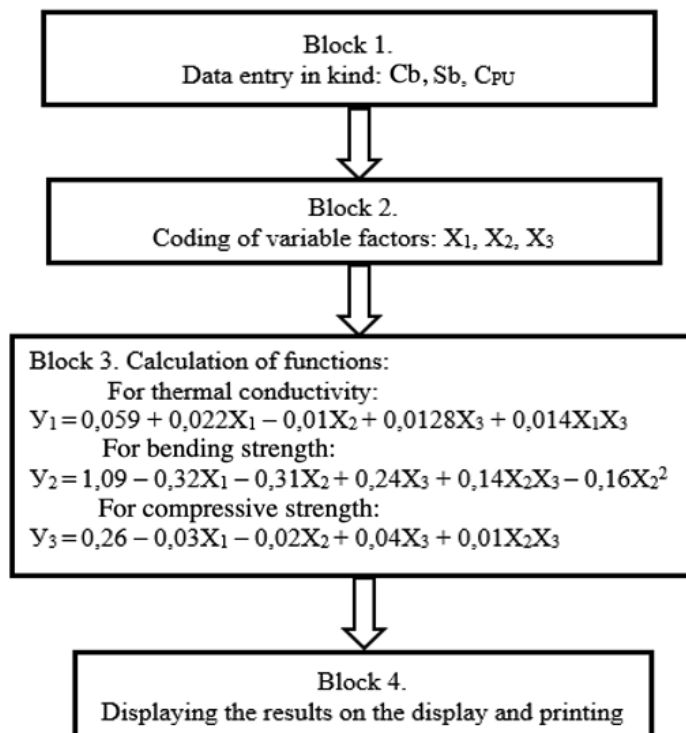 Block 1.
Data entry in kind: Cb, Sb, CPU
Block 2.
Coding of variable factors: X₁, X₂, X₃
Block 3. Calculation of functions:
For thermal conductivity:
У₁ = 0,059 + 0,022X₁ – 0,01X₂ + 0,0128X₃ + 0,014X₁X₃
For bending strength:
У₂ = 1,09 – 0,32X₁ – 0,31X₂ + 0,24X₃ + 0,14X₂X₃ – 0,16X₂²
For compressive strength:
У₃ = 0,26 – 0,03X₁ – 0,02X₂ + 0,04X₃ + 0,01X₂X₃
Block 4.
Displaying the results on the display and printing